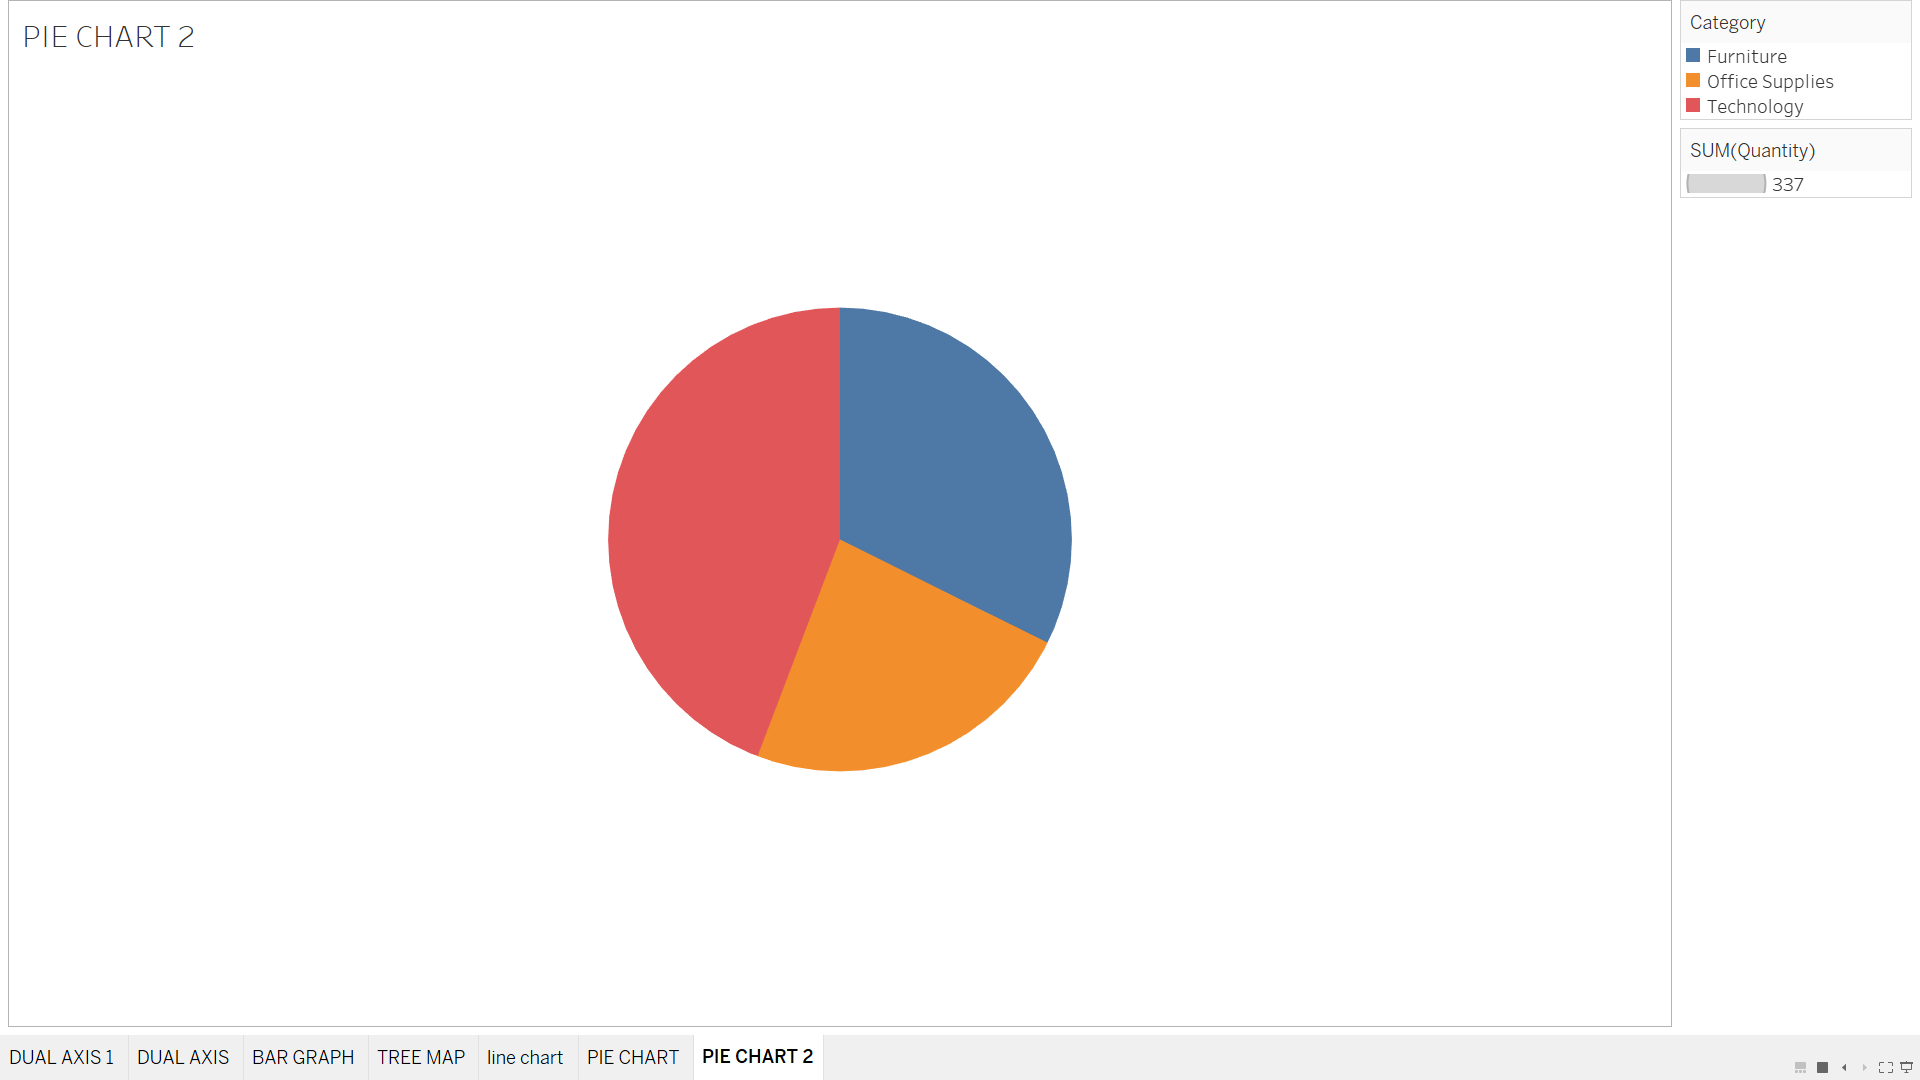 PIE CHART 2
Category
Furniture
Office Supplies
Technology
SUM(Quantity)
337
DUAL AXIS 1
DUAL AXIS
BAR GRAPH
TREE MAP
line chart
PIE CHART
PIE CHART 2